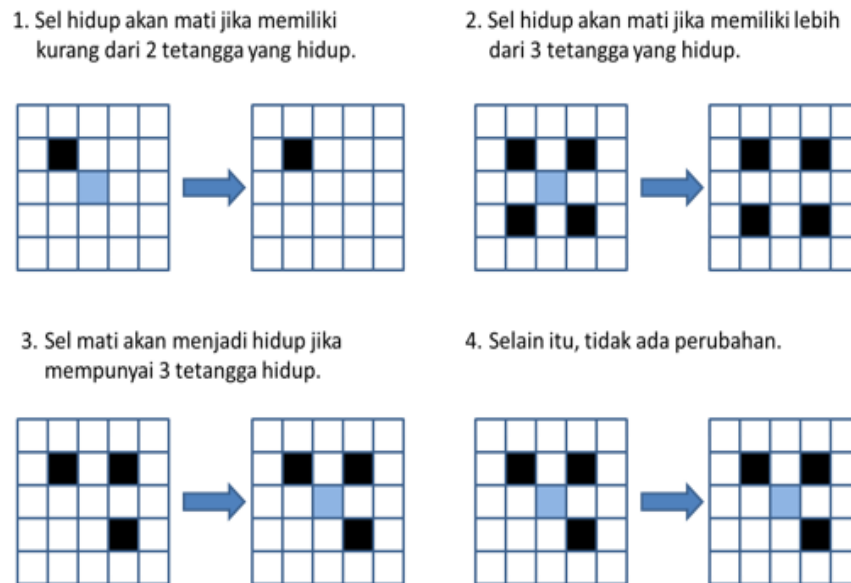 1. Sel hidup akan mati jika memiliki
kurang dari 2 tetangga yang hidup.
2. Sel hidup akan mati jika memiliki lebih
dari 3 tetangga yang hidup.
3. Sel mati akan menjadi hidup jika
mempunyai 3 tetangga hidup.
4. Selain itu, tidak ada perubahan.